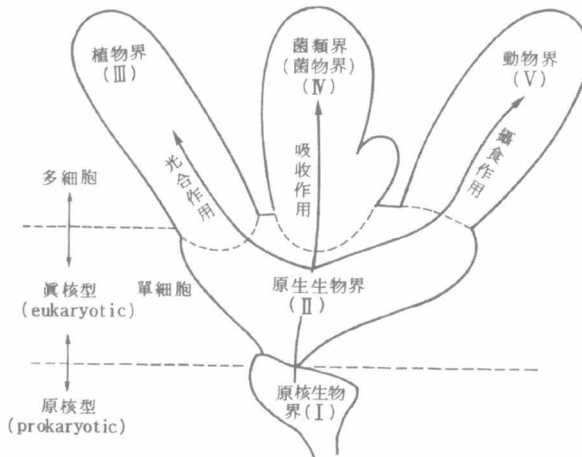 植物界
(Ⅲ)
菌類界
(菌物界)
(Ⅳ)
動物界
(Ⅴ)
光合作用
吸收作用
攝食作用
多細胞
眞核型
(eukaryotic)
單細胞
原生生物界
(Ⅱ)
原核型
(prokaryotic)
原核生物
界(Ⅰ)